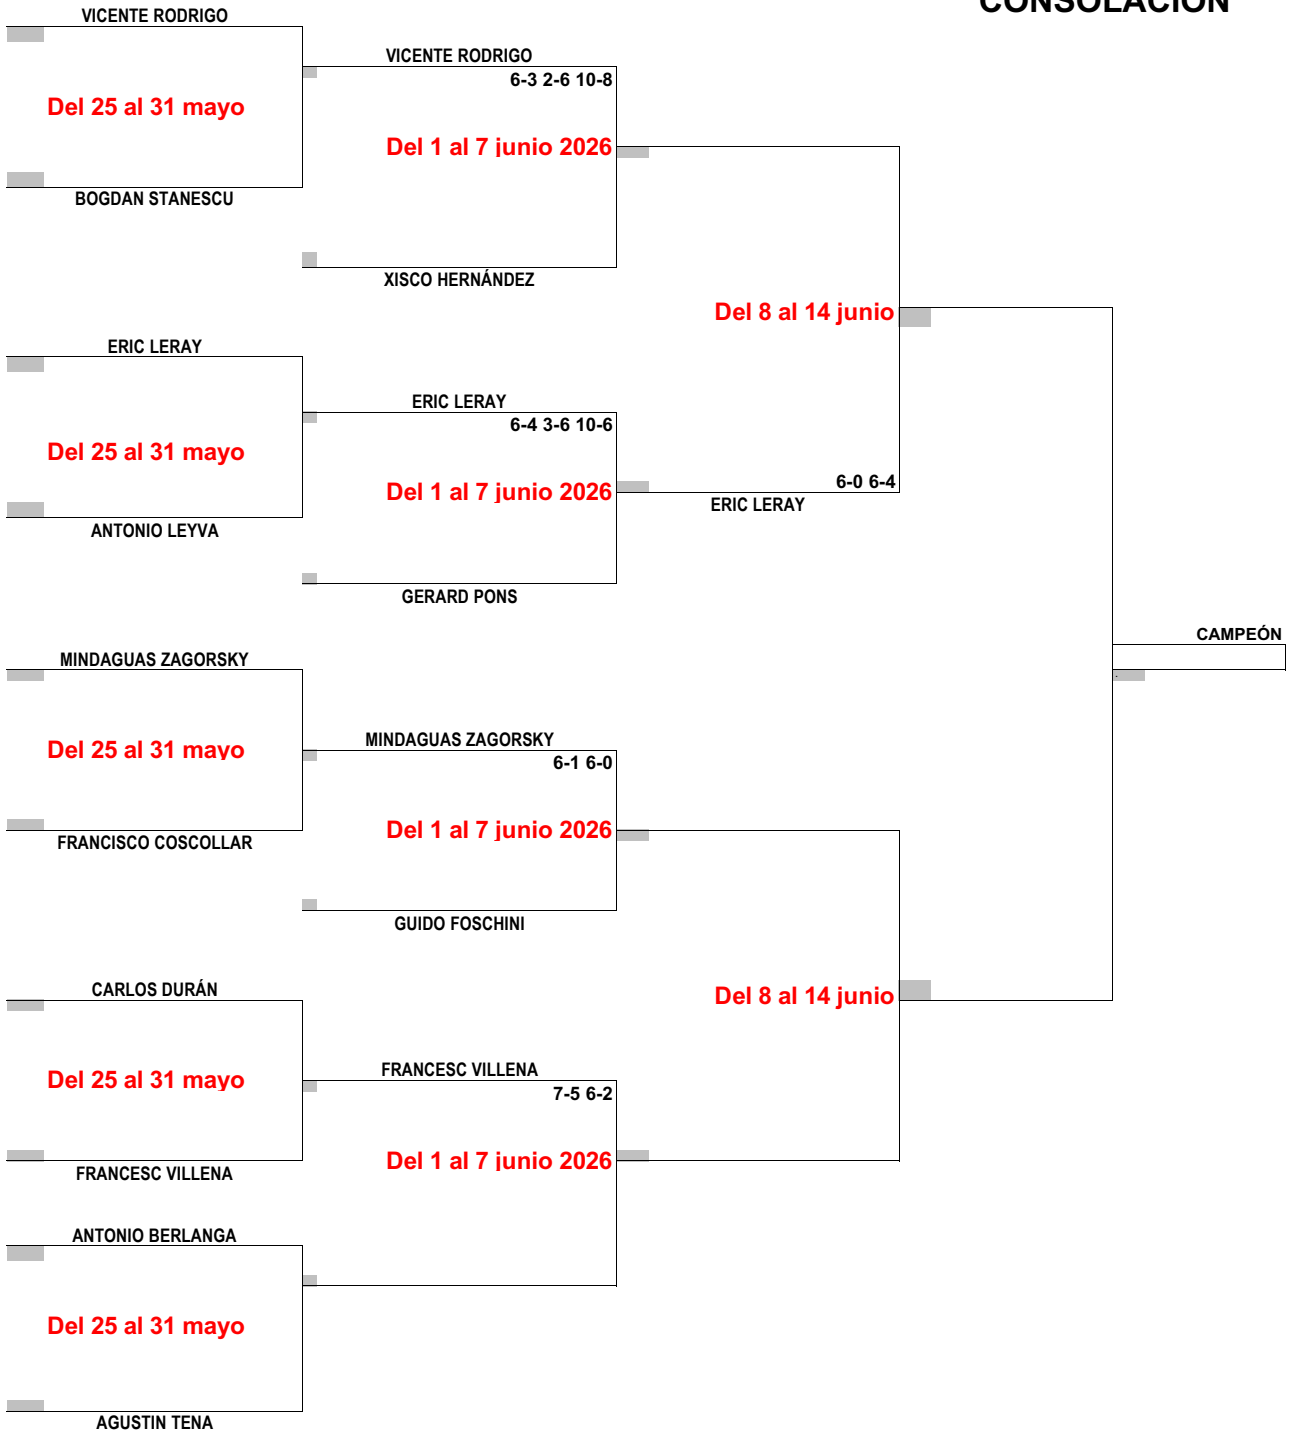 CONSOLACIÓN
VICENTE RODRIGO
VICENTE RODRIGO
6-3 2-6 10-8
Del 25 al 31 mayo
Del 1 al 7 junio 2026
BOGDAN STANESCU
XISCO HERNÁNDEZ
Del 8 al 14 junio
ERIC LERAY
ERIC LERAY
6-4 3-6 10-6
Del 25 al 31 mayo
Del 1 al 7 junio 2026
6-0 6-4
ERIC LERAY
ANTONIO LEYVA
GERARD PONS
CAMPEÓN
MINDAGUAS ZAGORSKY
MINDAGUAS ZAGORSKY
Del 25 al 31 mayo
6-1 6-0
Del 1 al 7 junio 2026
FRANCISCO COSCOLLAR
GUIDO FOSCHINI
CARLOS DURÁN
Del 8 al 14 junio
FRANCESC VILLENA
Del 25 al 31 mayo
7-5 6-2
Del 1 al 7 junio 2026
FRANCESC VILLENA
ANTONIO BERLANGA
Del 25 al 31 mayo
AGUSTIN TENA